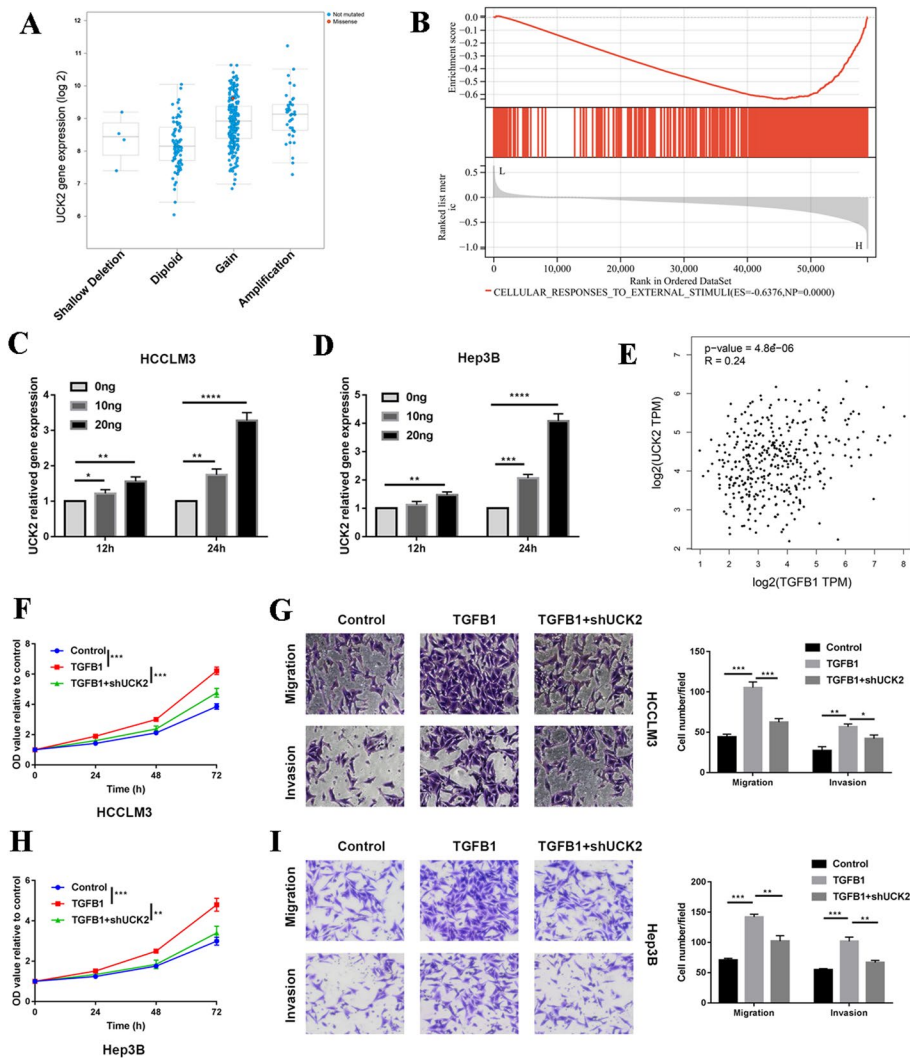 A
Not mutated
Missense
UCK2 gene expression (log 2)
12
11
10
9
8
7
6
Shallow Deletion
Diploid
Gain
Amplification
B
Enrichment score
0.0
−0.1
−0.2
−0.3
−0.4
−0.5
−0.6
Ranked list metr
ic
0.5
0.0
−0.5
−1.0
L
H
0
10,000
20,000
30,000
40,000
50,000
Rank in Ordered DataSet
CELLULAR_RESPONSES_TO_EXTERNAL_STIMULI(ES=-0.6376,NP=0.0000)
C
HCCLM3
UCK2 relatived gene expression
0ng
10ng
20ng
4
3
2
1
0
*
**
**
****
12h
24h
D
Hep3B
UCK2 relatived gene expression
0ng
10ng
20ng
5
4
3
2
1
0
**
***
****
12h
24h
E
p-value = 4.8e−06
R = 0.24
log2(UCK2 TPM)
7
6
5
4
3
2
1
2
3
4
5
6
7
8
log2(TGFB1 TPM)
F
OD value relative to control
8
6
4
2
0
Control
TGFB1
TGFB1+shUCK2
***
***
0
24
48
72
Time (h)
HCCLM3
G
Control
TGFB1
TGFB1+shUCK2
Migration
Invasion
HCCLM3
Cell number/field
150
100
50
0
Control
TGFB1
TGFB1+shUCK2
***
***
**
*
Migration
Invasion
H
OD value relative to control
6
4
2
0
Control
TGFB1
TGFB1+shUCK2
***
**
0
24
48
72
Time (h)
Hep3B
I
Control
TGFB1
TGFB1+shUCK2
Migration
Invasion
Hep3B
Cell number/field
200
150
100
50
0
Control
TGFB1
TGFB1+shUCK2
***
**
***
**
Migration
Invasion